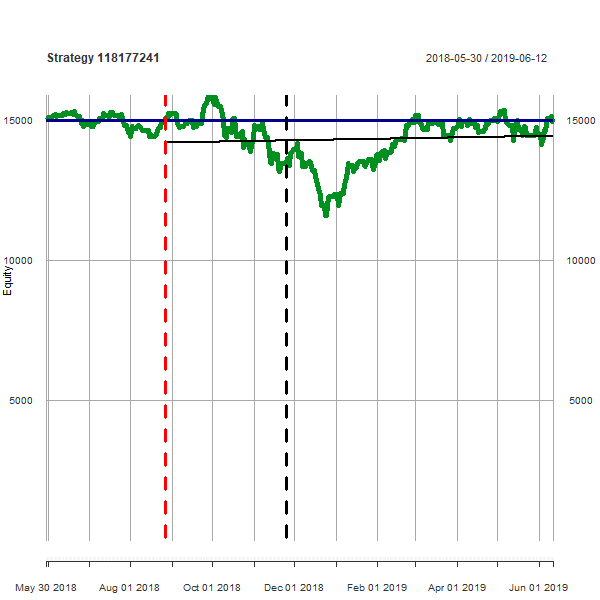 Strategy 118177241
2018-05-30 / 2019-06-12
15000
15000
10000
10000
Equity
5000
5000
May 30 2018
Aug 01 2018
Oct 01 2018
Dec 01 2018
Feb 01 2019
Apr 01 2019
Jun 01 2019